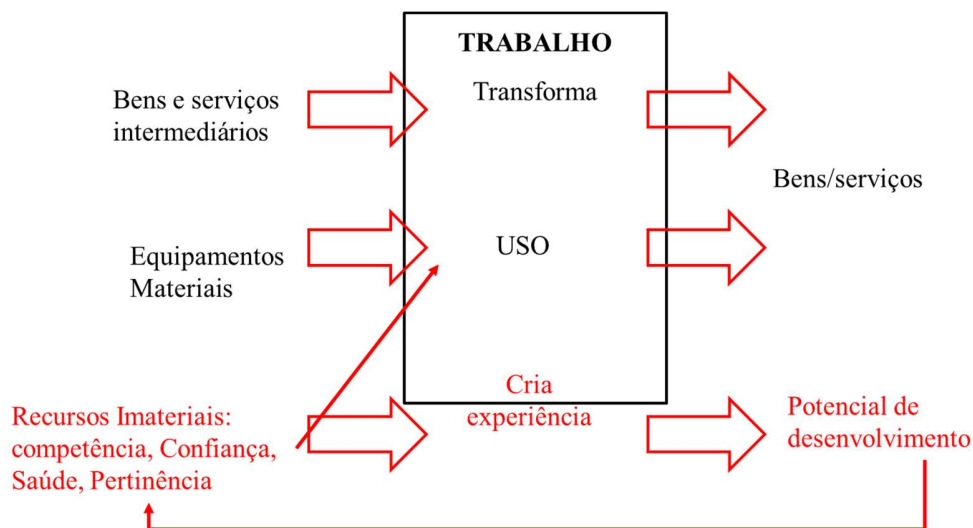 TRABALHO
Transforma
Bens e serviços
intermediários
Bens/serviços
USO
Equipamentos
Materiais
Cria
experiência
Recursos Imateriais:
competência, Confiança,
Saúde, Pertinência
Potencial de
desenvolvimento